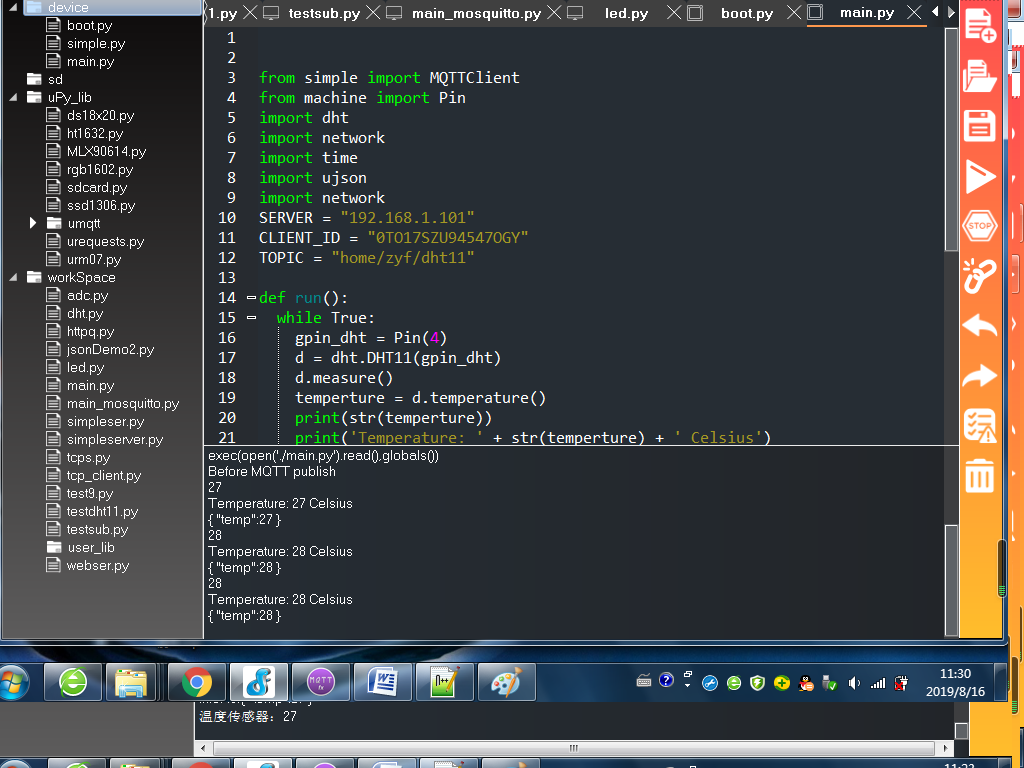 device
boot.py
simple.py
main.py
sd
uPy_lib
ds18x20.py
ht1632.py
MLX90614.py
rgb1602.py
sdcard.py
ssd1306.py
umqtt
urequests.py
urm07.py
workSpace
adc.py
dht.py
httpq.py
jsonDemo2.py
led.py
main.py
main_mosquitto.py
simpleser.py
simpleserver.py
tcps.py
tcp_client.py
test9.py
testdht11.py
testsub.py
user_lib
webser.py
1.py testsub.py main_mosquitto.py led.py boot.py main.py
1
2
3 from simple import MQTTClient
4 from machine import Pin
5 import dht
6 import network
7 import time
8 import ujson
9 import network
10 SERVER = "192.168.1.101"
11 CLIENT_ID = "0TO17SZU94547OGY"
12 TOPIC = "home/zyf/dht11"
13
14 def run():
15 while True:
16 gpin_dht = Pin(4)
17 d = dht.DHT11(gpin_dht)
18 d.measure()
19 temperture = d.temperature()
20 print(str(temperture))
21 print('Temperature: ' + str(temperture) + ' Celsius')
exec(open('./main.py').read(),globals())
Before MQTT publish
27
Temperature: 27 Celsius
{ "temp":27 }
28
Temperature: 28 Celsius
{ "temp":28 }
28
Temperature: 28 Celsius
{ "temp":28 }
STOP
MQTT
fx
11:30
2019/8/16
温度传感器：27